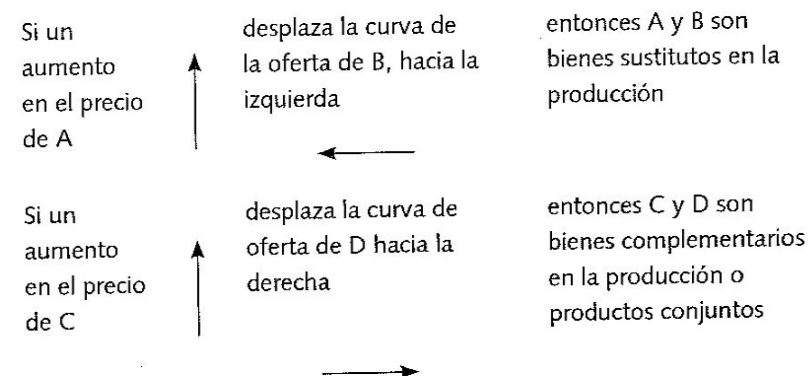 Si un
aumento
en el precio
de A
desplaza la curva de
la oferta de B, hacia la
izquierda
entonces A y B son
bienes sustitutos en la
producción
Si un
aumento
en el precio
de C
desplaza la curva de
oferta de D hacia la
derecha
entonces C y D son
bienes complementarios
en la producción o
productos conjuntos